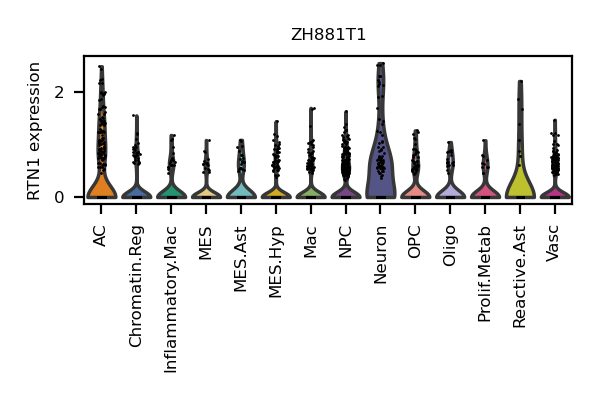 ZH881T1
RTN1 expression
2
0
AC
Chromatin.Reg
Inflammatory.Mac
MES
MES.Ast
MES.Hyp
Mac
NPC
Neuron
OPC
Oligo
Prolif.Metab
Reactive.Ast
Vasc